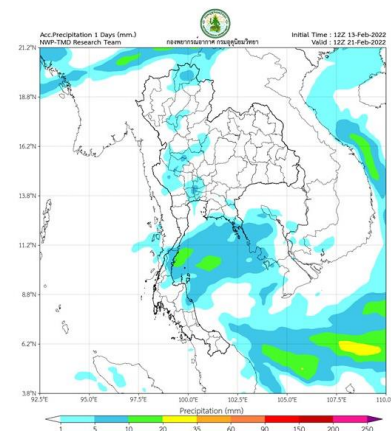 Acc.Precipitation 1 Days (mm.)
NWP-TMD Research Team
กองพยากรณ์อากาศ กรมอุตุนิยมวิทยา
Initial Time : 12Z 13-Feb-2022
Valid : 12Z 21-Feb-2022
21.2°N
18.8°N
16.2°N
13.8°N
11.2°N
8.8°N
6.2°N
3.8°N
92.5°E 95.0°E 97.5°E 100.0°E 102.5°E 105.0°E 107.5°E 110.0
Precipitation (mm)
1 5 10 20 35 60 90 150 200 250